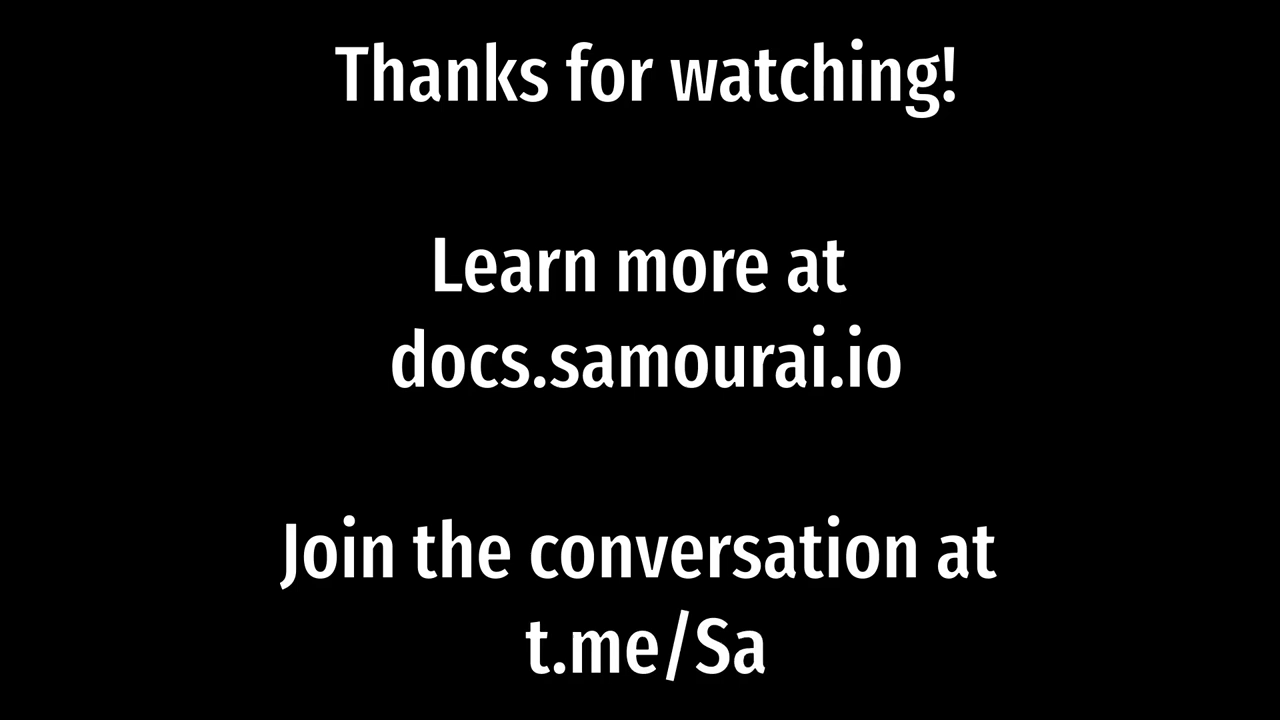 Thanks for watching!
Learn more at
docs.samourai.io
Join the conversation at
t.me/Sa